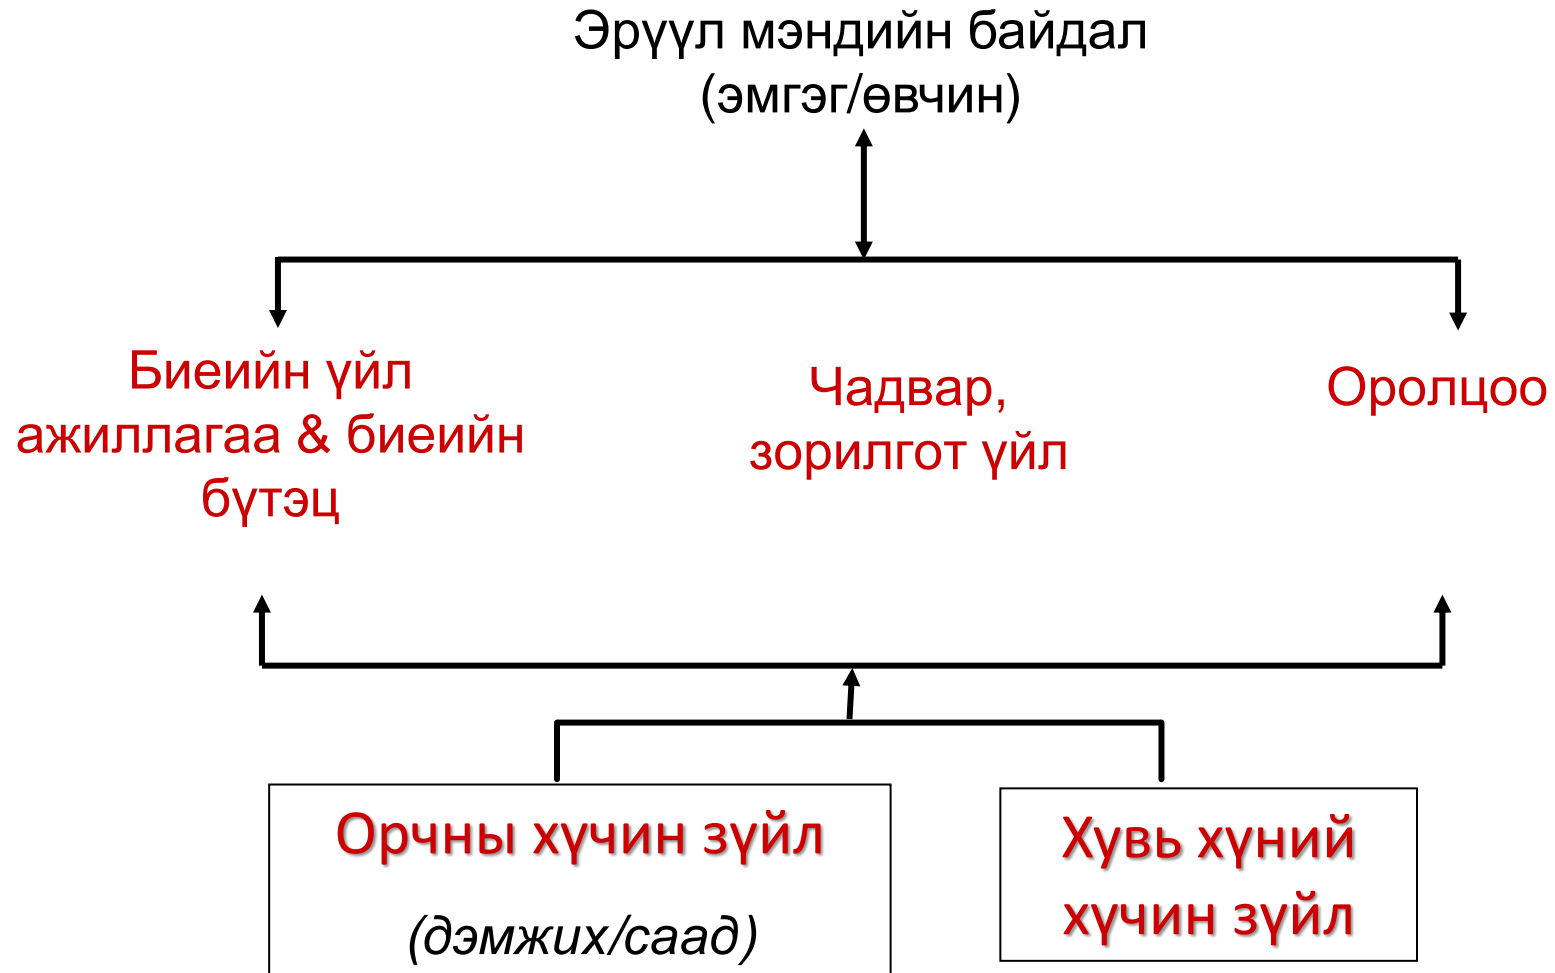 Эрүүл мэндийн байдал
(эмгэг/өвчин)
Биеийн үйл
ажиллагаа & биеийн
бүтэц
Чадвар,
зорилгот үйл
Оролцоо
Орчны хүчин зүйл
(дэмжих/саад)
Хувь хүний
хүчин зүйл